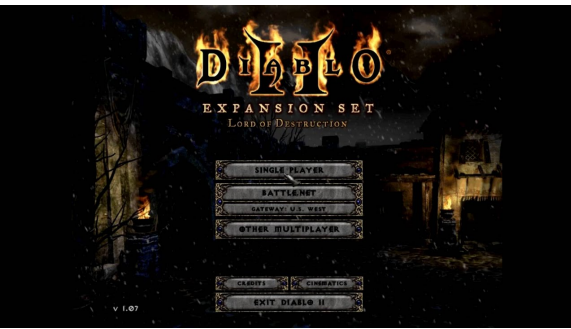 DIABLO II
EXPANSION SET
LORD OF DESTRUCTION
SINGLE PLAYER
BATTLE.NET
GATEWAY: U.S. WEST
OTHER MULTIPLAYER
CREDITS CINEMATICS
EXIT DIABLO II
v 1.07